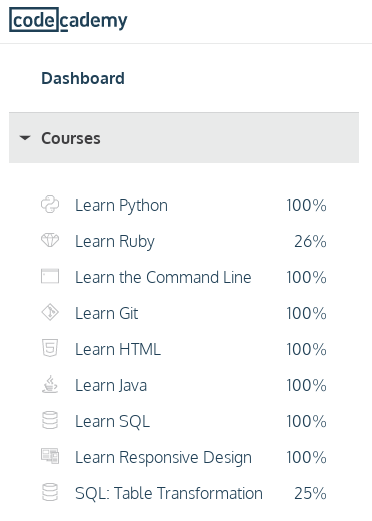 codecademy
Dashboard
Courses
Learn Python 100%
Learn Ruby 26%
Learn the Command Line 100%
Learn Git 100%
Learn HTML 100%
Learn Java 100%
Learn SQL 100%
Learn Responsive Design 100%
SQL: Table Transformation 25%